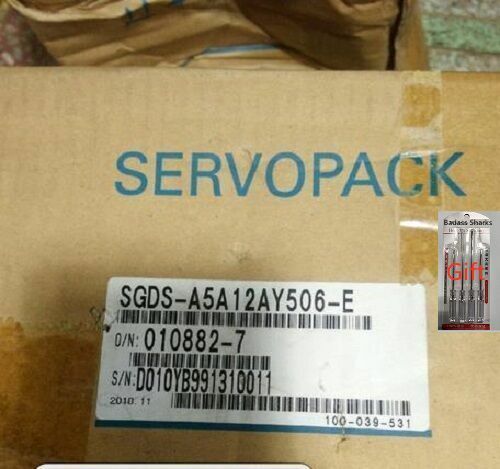 SERVOPACK
Badass Sharks
Gift
SGDS-A5A12AY506-E
O/N: 010882-7
S/N: D010YB991310011
2010.11
100-039-531